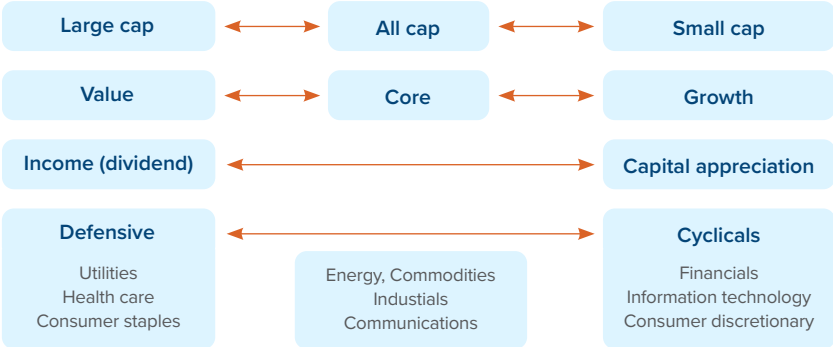 Large cap
All cap
Small cap
Value
Core
Growth
Income (dividend)
Capital appreciation
Defensive
Utilities
Health care
Consumer staples
Energy, Commodities
Industials
Communications
Cyclicals
Financials
Information technology
Consumer discretionary